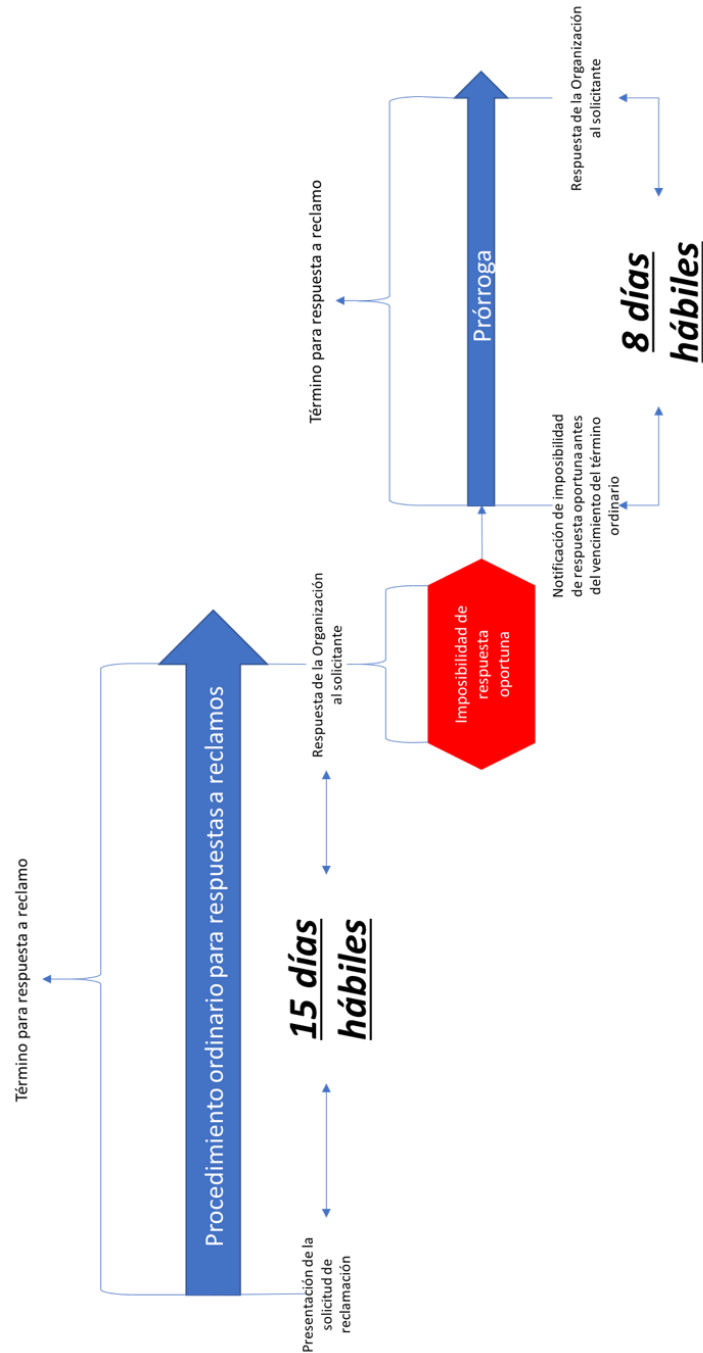 Término para respuesta a reclamo
Procedimiento ordinario para respuestas a reclamos
Presentación de la
solicitud de
reclamación
15 días
hábiles
Respuesta de la Organización
al solicitante
Imposibilidad de
respuesta
oportuna
Término para respuesta a reclamo
Prórroga
Notificación de imposibilidad
de respuesta oportuna antes
del vencimiento del término
ordinario
8 días
hábiles
Respuesta de la Organización
al solicitante